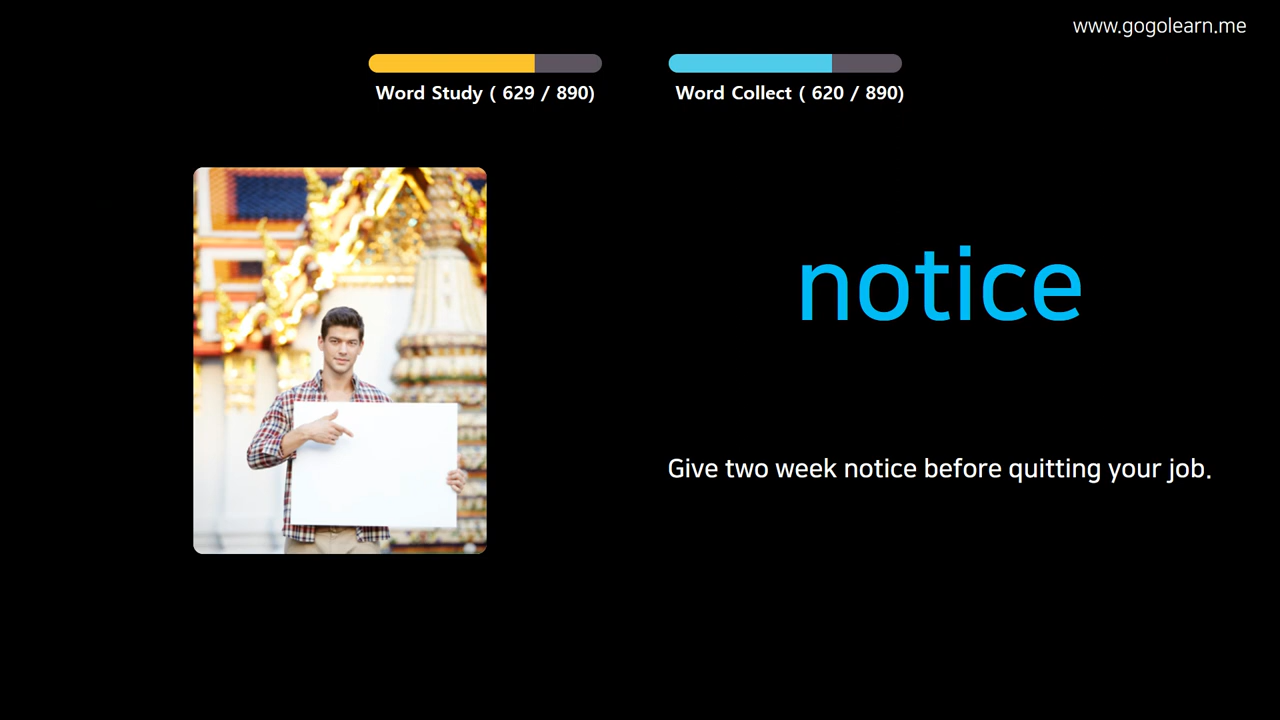 www.gogolearn.me
Word Study ( 629 / 890)
Word Collect ( 620 / 890)
notice
Give two week notice before quitting your job.